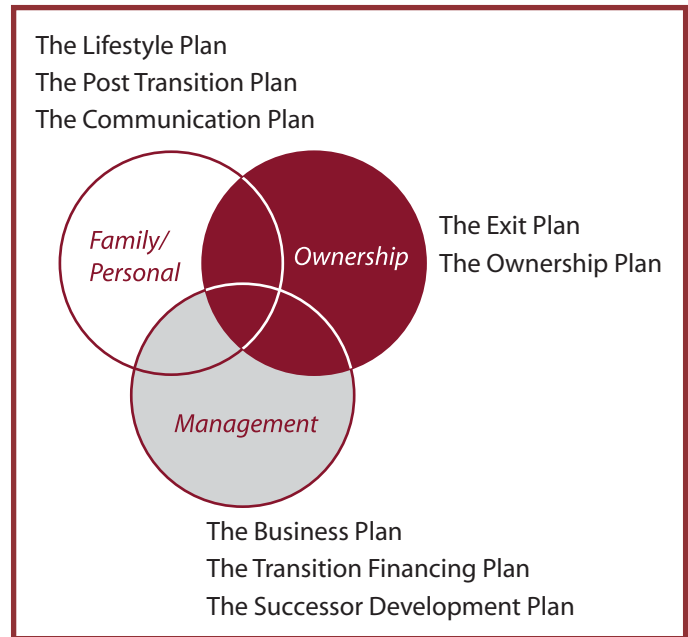 The Lifestyle Plan
The Post Transition Plan
The Communication Plan
Family/
Personal
Ownership
The Exit Plan
The Ownership Plan
Management
The Business Plan
The Transition Financing Plan
The Successor Development Plan